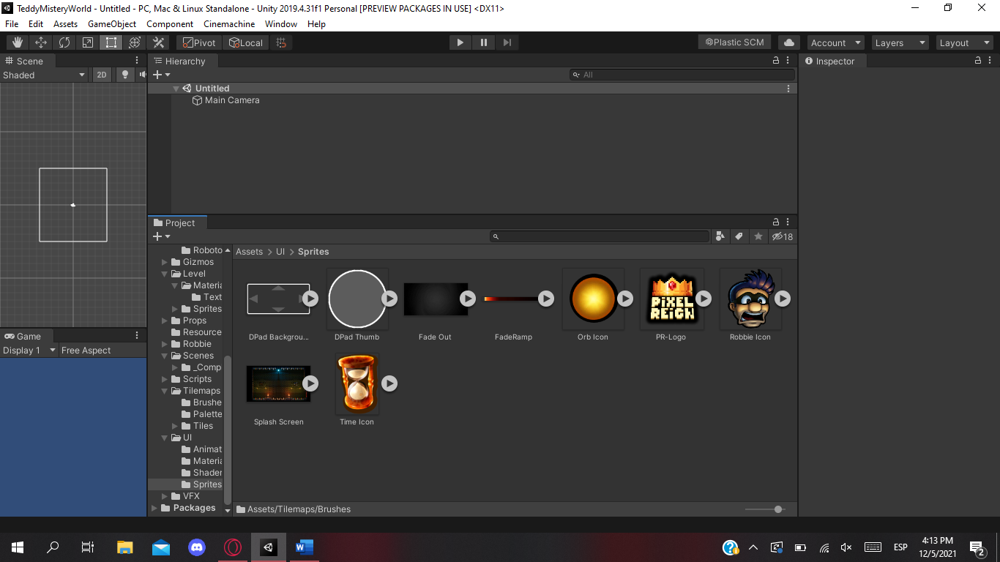 TeddyMisteryWorld - Untitled - PC, Mac & Linux Standalone - Unity 2019.4.31f1 Personal [PREVIEW PACKAGES IN USE] <DX11>
File Edit Assets GameObject Component Cinemachine Window Help
Pivot Local Plastic SCM Account Layers Layout
Scene
Shaded 2D
Hierarchy
All
Untitled
Main Camera
Inspector
Project
18
Roboto
Gizmos
Level
Materia
Text
Sprites
Props
Resource
Robbie
Scenes
_Comp
Scripts
Tilemaps
Brushe
Palette
Tiles
UI
Animat
Materia
Shader
Sprites
VFX
Packages
Assets > UI > Sprites
PIXEL
REIGN
DPad Backgrou... DPad Thumb Fade Out FadeRamp Orb Icon PR-Logo Robbie Icon
Splash Screen Time Icon
Assets/Tilemaps/Brushes
Game
Display 1 Free Aspect
W
ESP
4:13 PM
12/5/2021
2